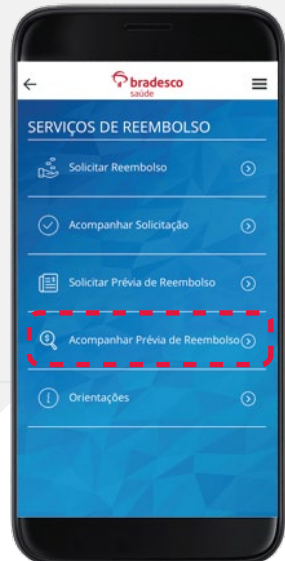 bradesco
saúde
SERVIÇOS DE REEMBOLSO
Solicitar Reembolso
Acompanhar Solicitação
Solicitar Prévia de Reembolso
Acompanhar Prévia de Reembolso
Orientações